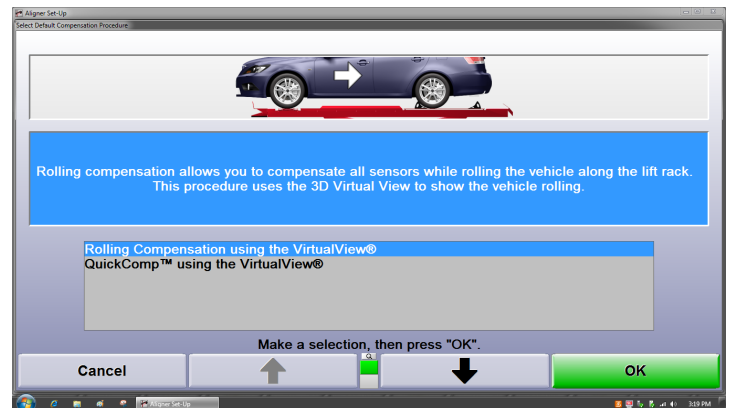 Aligner Set-Up
Select Default Compensation Procedure
Rolling compensation allows you to compensate all sensors while rolling the vehicle along the lift rack.
This procedure uses the 3D Virtual View to show the vehicle rolling.
Rolling Compensation using the VirtualView®
QuickComp™ using the VirtualView®
Make a selection, then press "OK".
Cancel
OK
Aligner Set-Up
3:19 PM